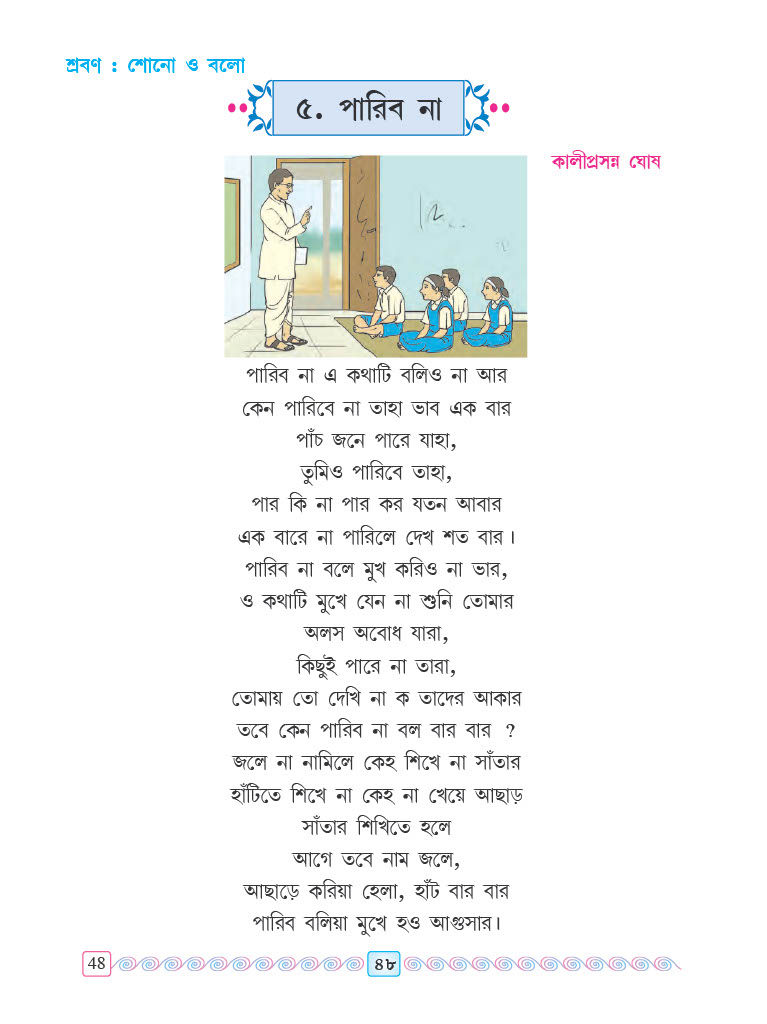 শ্রবণ : শোনো ও বলো
৫. পারিব না
কালীপ্রসন্ন ঘোষ
পারিব না এ কথাটি বলিও না আর
কেন পারিবে না তাহা ভাব এক বার
পাঁচ জনে পারে যাহা,
তুমিও পারিবে তাহা,
পার কি না পার কর যতন আবার
এক বারে না পারিলে দেখ শত বার।
পারিব না বলে মুখ করিও না ভার,
ও কথাটি মুখে যেন না শুনি তোমার
অলস অবোধ যারা,
কিছুই পারে না তারা,
তোমায় তো দেখি না ক তাদের আকার
তবে কেন পারিব না বল বার বার ?
জলে না নামিলে কেহ শিখে না সাঁতার
হাঁটিতে শিখে না কেহ না খেয়ে আছাড়
সাঁতার শিখিতে হলে
আগে তবে নাম জলে,
আছাড়ে করিয়া হেলা, হাঁট বার বার
পারিব বলিয়া মুখে হও আগুসার।
48
৪৮